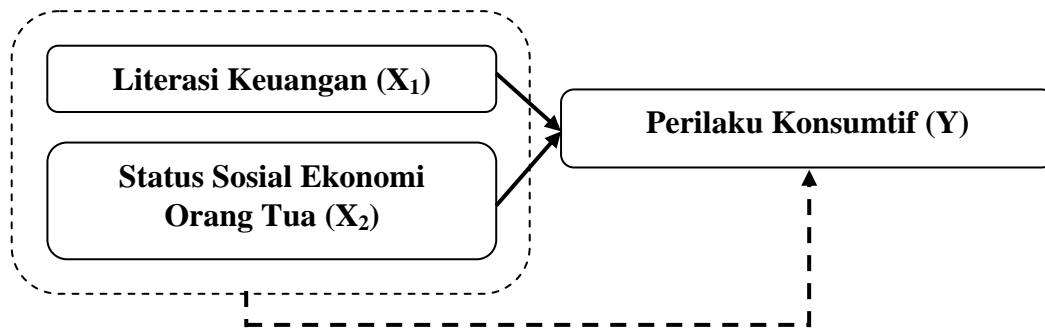 Literasi Keuangan (X₁)
Perilaku Konsumtif (Y)
Status Sosial Ekonomi
Orang Tua (X₂)